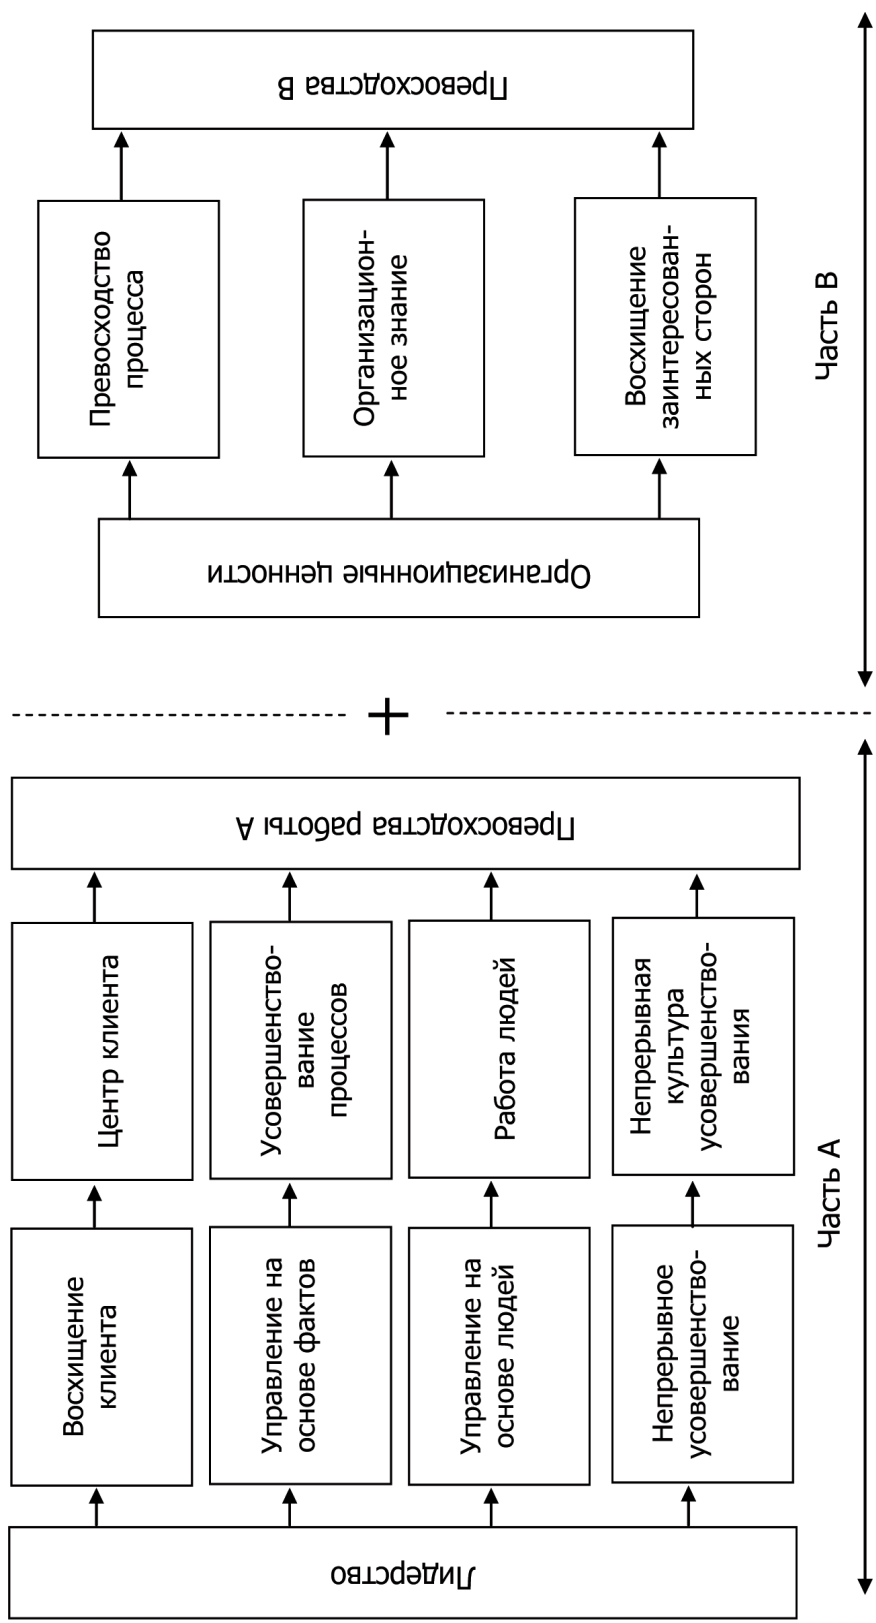 Лидерство
Восхищение
клиента
Управление на
основе фактов
Управление на
основе людей
Непрерывное
усовершенство-
вание
Центр клиента
Усовершенство-
вание
процессов
Работа людей
Непрерывная
культура
усовершенство-
вания
Превосходства работы А
Часть А
+
Организационные ценности
Превосходство
процесса
Организацион-
ное знание
Восхищение
заинтересован-
ных сторон
Превосходства В
Часть В